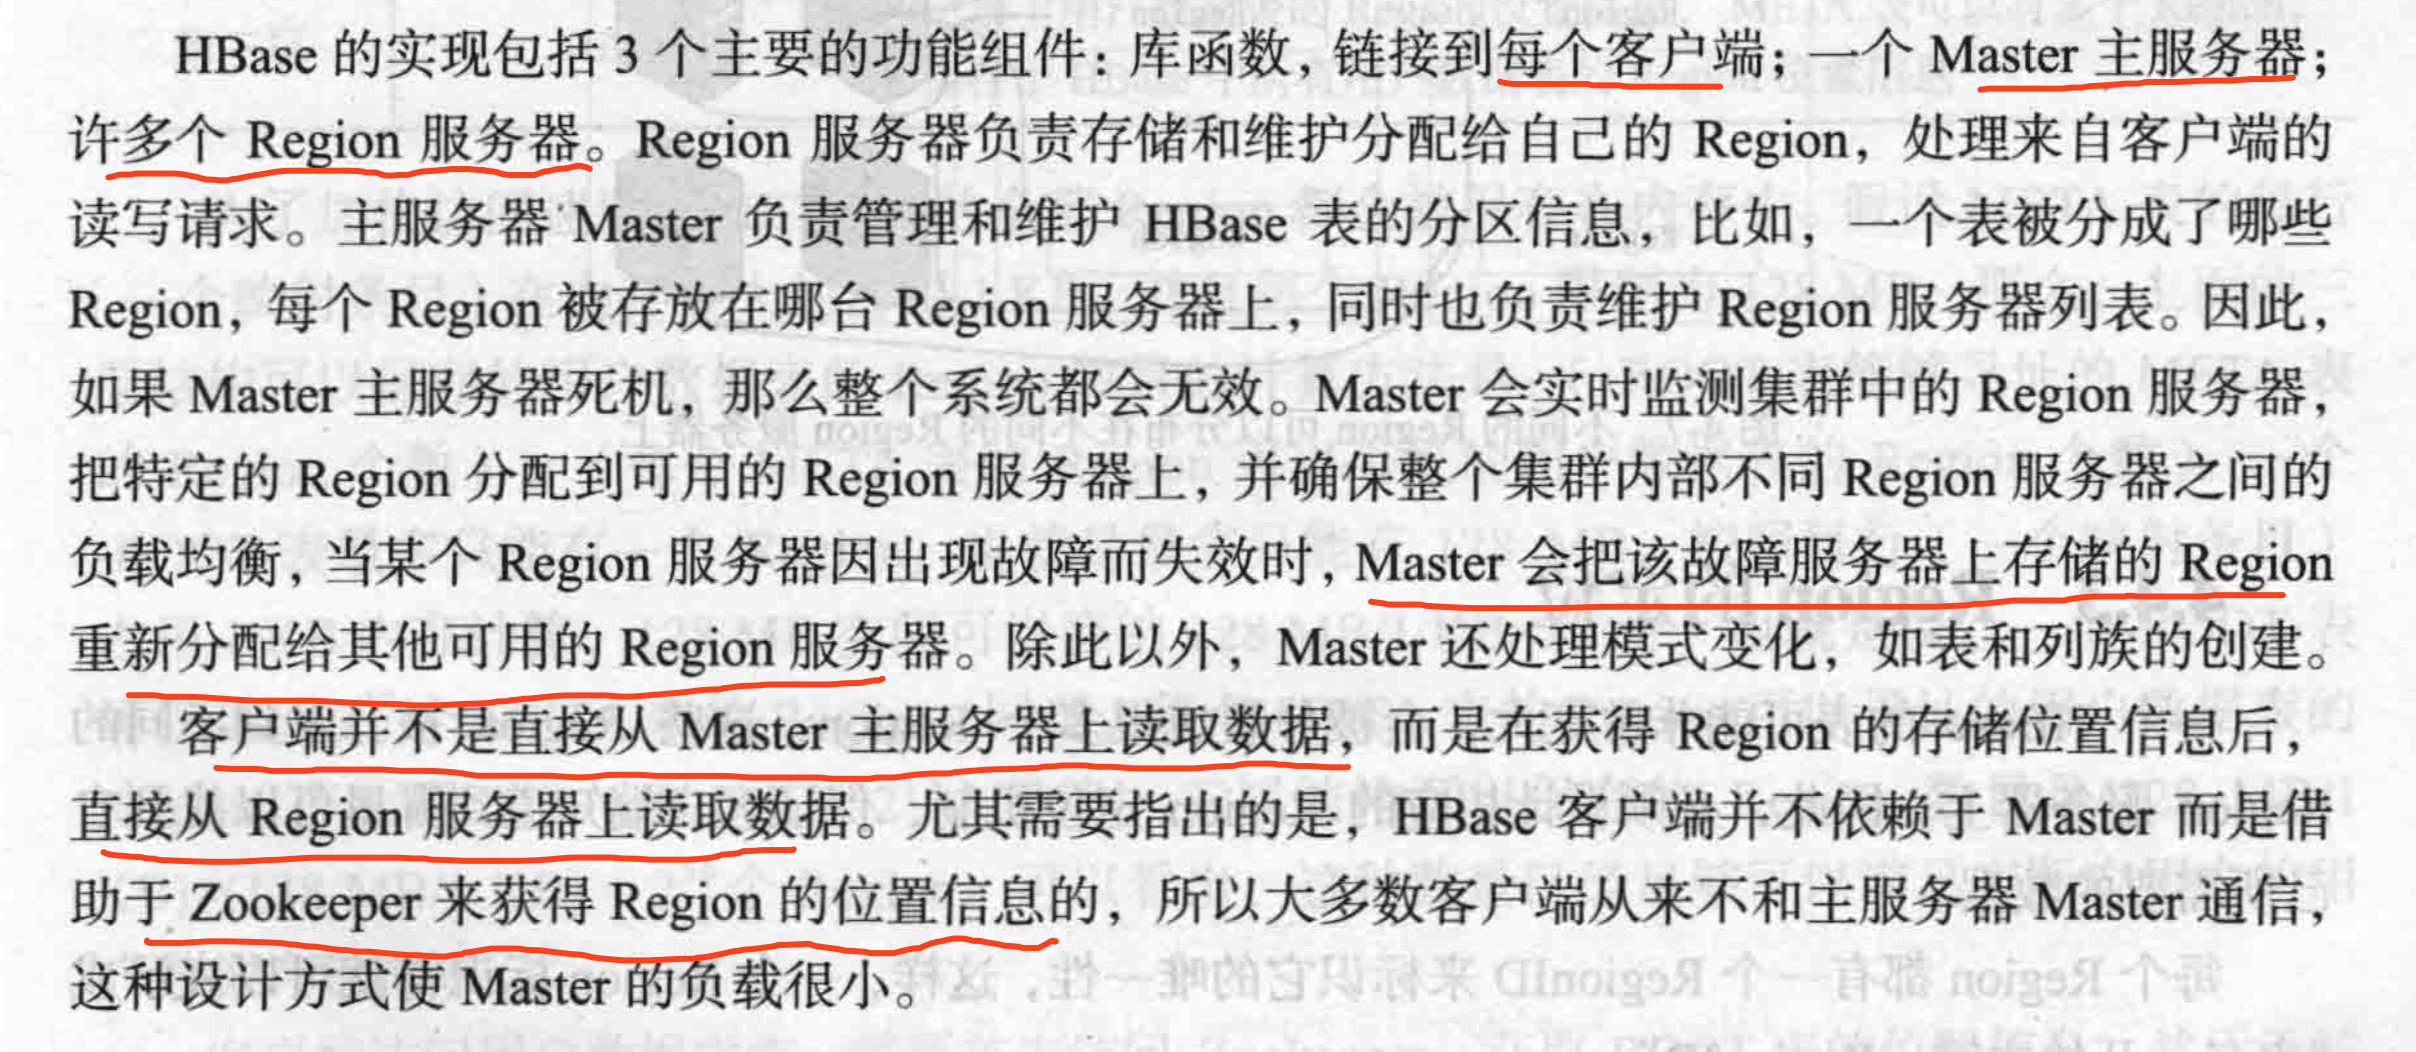 HBase 的实现包括 3 个主要的功能组件：库函数，链接到每个客户端；一个 Master 主服务器；
许多个 Region 服务器。Region 服务器负责存储和维护分配给自己的 Region，处理来自客户端的
读写请求。主服务器 Master 负责管理和维护 HBase 表的分区信息，比如，一个表被分成了哪些
Region，每个 Region 被存放在哪台 Region 服务器上，同时也负责维护 Region 服务器列表。因此，
如果 Master 主服务器死机，那么整个系统都会无效。Master 会实时监测集群中的 Region 服务器，
把特定的 Region 分配到可用的 Region 服务器上，并确保整个集群内部不同 Region 服务器之间的
负载均衡，当某个 Region 服务器因出现故障而失效时，Master 会把该故障服务器上存储的 Region
重新分配给其他可用的 Region 服务器。除此以外，Master 还处理模式变化，如表和列族的创建。
客户端并不是直接从 Master 主服务器上读取数据，而是在获得 Region 的存储位置信息后，
直接从 Region 服务器上读取数据。尤其需要指出的是，HBase 客户端并不依赖于 Master 而是借
助于 Zookeeper 来获得 Region 的位置信息的，所以大多数客户端从来不和主服务器 Master 通信，
这种设计方式使 Master 的负载很小。